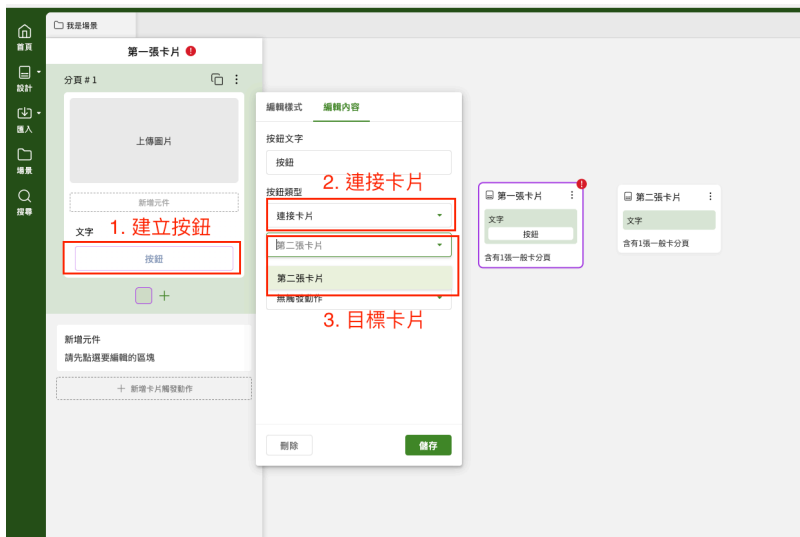 首頁
設計
匯入
場景
搜尋
我是場景
第一張卡片
分頁 #1
上傳圖片
新增元件
文字
1. 建立按鈕
按鈕
新增元件
請先點選要編輯的區塊
新增卡片觸發動作
編輯樣式 編輯內容
按鈕文字
按鈕
按鈕類型
2. 連接卡片
連接卡片
第二張卡片
第二張卡片
無觸發動作
3. 目標卡片
刪除 儲存
第一張卡片
文字
按鈕
含有1張一般卡分頁
第二張卡片
文字
含有1張一般卡分頁